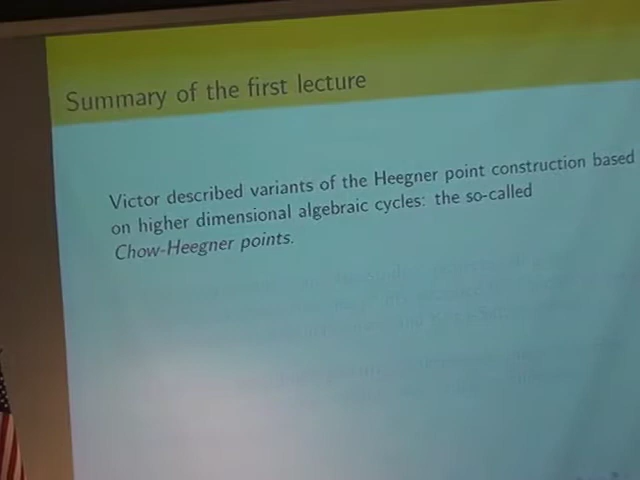 Summary of the first lecture
Victor described variants of the Heegner point construction based
on higher dimensional algebraic cycles: the so-called
Chow-Heegner points.